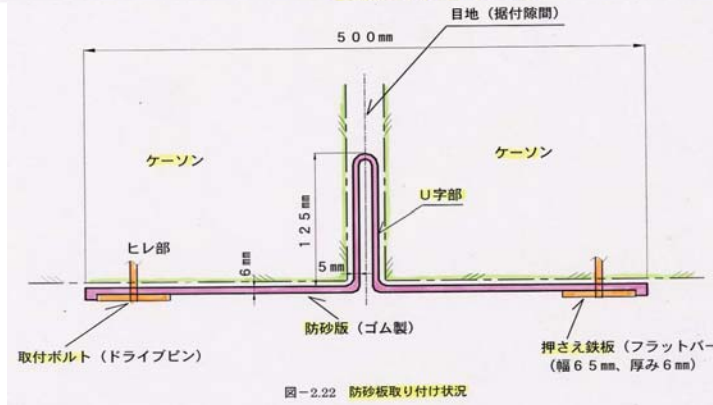 目地（据付隙間）
500mm
ケーソン
ケーソン
U字部
125mm
ヒレ部
6mm
5mm
防砂版（ゴム製）
取付ボルト（ドライブピン）
押さえ鉄板（フラットバー
（幅65mm、厚み6mm）
図－2.22 防砂板取り付け状況